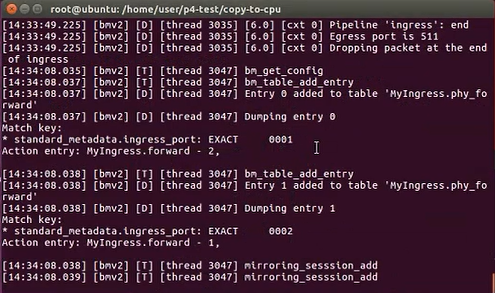 root@ubuntu: /home/user/p4-test/copy-to-cpu
[14:33:49.225] [bmv2] [D] [thread 3035] [6.0] [cxt 0] Pipeline 'ingress': end
[14:33:49.225] [bmv2] [D] [thread 3035] [6.0] [cxt 0] Egress port is 511
[14:33:49.225] [bmv2] [D] [thread 3035] [6.0] [cxt 0] Dropping packet at the end
of ingress
[14:34:08.035] [bmv2] [T] [thread 3047] bm_get_config
[14:34:08.037] [bmv2] [T] [thread 3047] bm_table_add_entry
[14:34:08.037] [bmv2] [D] [thread 3047] Entry 0 added to table 'MyIngress.phy_fo
rward'
[14:34:08.037] [bmv2] [D] [thread 3047] Dumping entry 0
Match key:
* standard_metadata.ingress_port: EXACT 0001
Action entry: MyIngress.forward - 2,
[14:34:08.038] [bmv2] [T] [thread 3047] bm_table_add_entry
[14:34:08.038] [bmv2] [D] [thread 3047] Entry 1 added to table 'MyIngress.phy_fo
rward'
[14:34:08.038] [bmv2] [D] [thread 3047] Dumping entry 1
Match key:
* standard_metadata.ingress_port: EXACT 0002
Action entry: MyIngress.forward - 1,
[14:34:08.038] [bmv2] [T] [thread 3047] mirroring_sesssion_add
[14:34:08.039] [bmv2] [T] [thread 3047] mirroring_sesssion_add